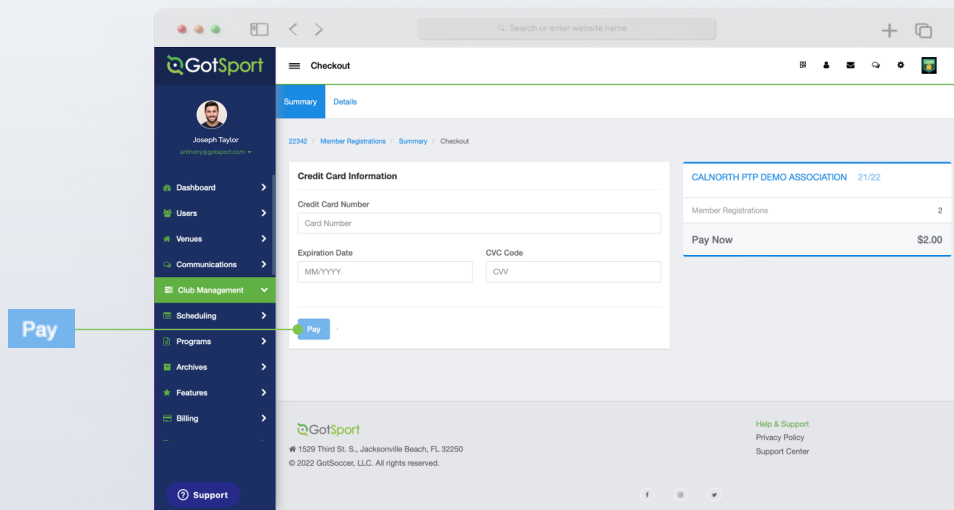 Search or enter website name
GotSport
Checkout
Joseph Taylor
anthony@gotsport.com
Summary
Details
22342 / Member Registrations / Summary / Checkout
Dashboard
Users
Venues
Communications
Club Management
Scheduling
Programs
Archives
Features
Billing
Support
Credit Card Information
Credit Card Number
Card Number
Expiration Date
CVC Code
MM/YYYY
CVV
Pay
Pay
CALNORTH PTP DEMO ASSOCIATION 21/22
Member Registrations 2
Pay Now $2.00
GotSport
1529 Third St. S., Jacksonville Beach, FL 32250
© 2022 GotSoccer, LLC. All rights reserved.
Help & Support
Privacy Policy
Support Center